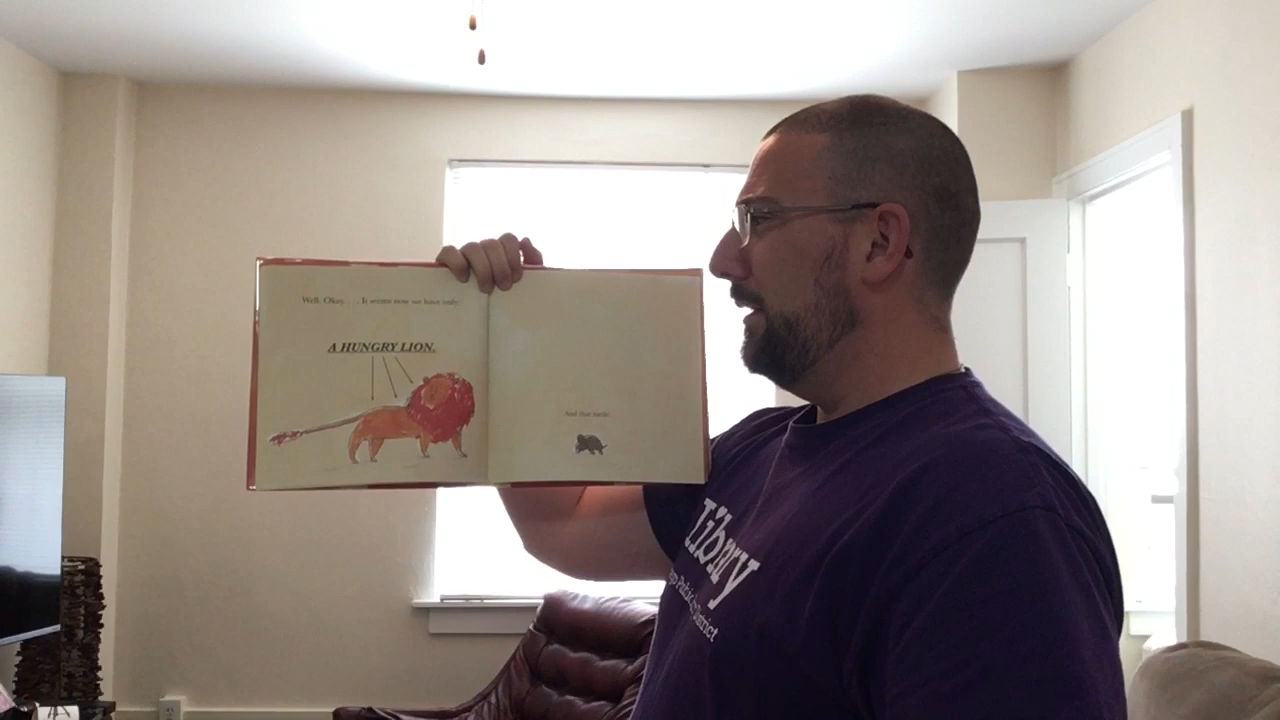 Well. Okay. . . . It seems now we have only:
A HUNGRY LION.
And that turtle.
Library
District